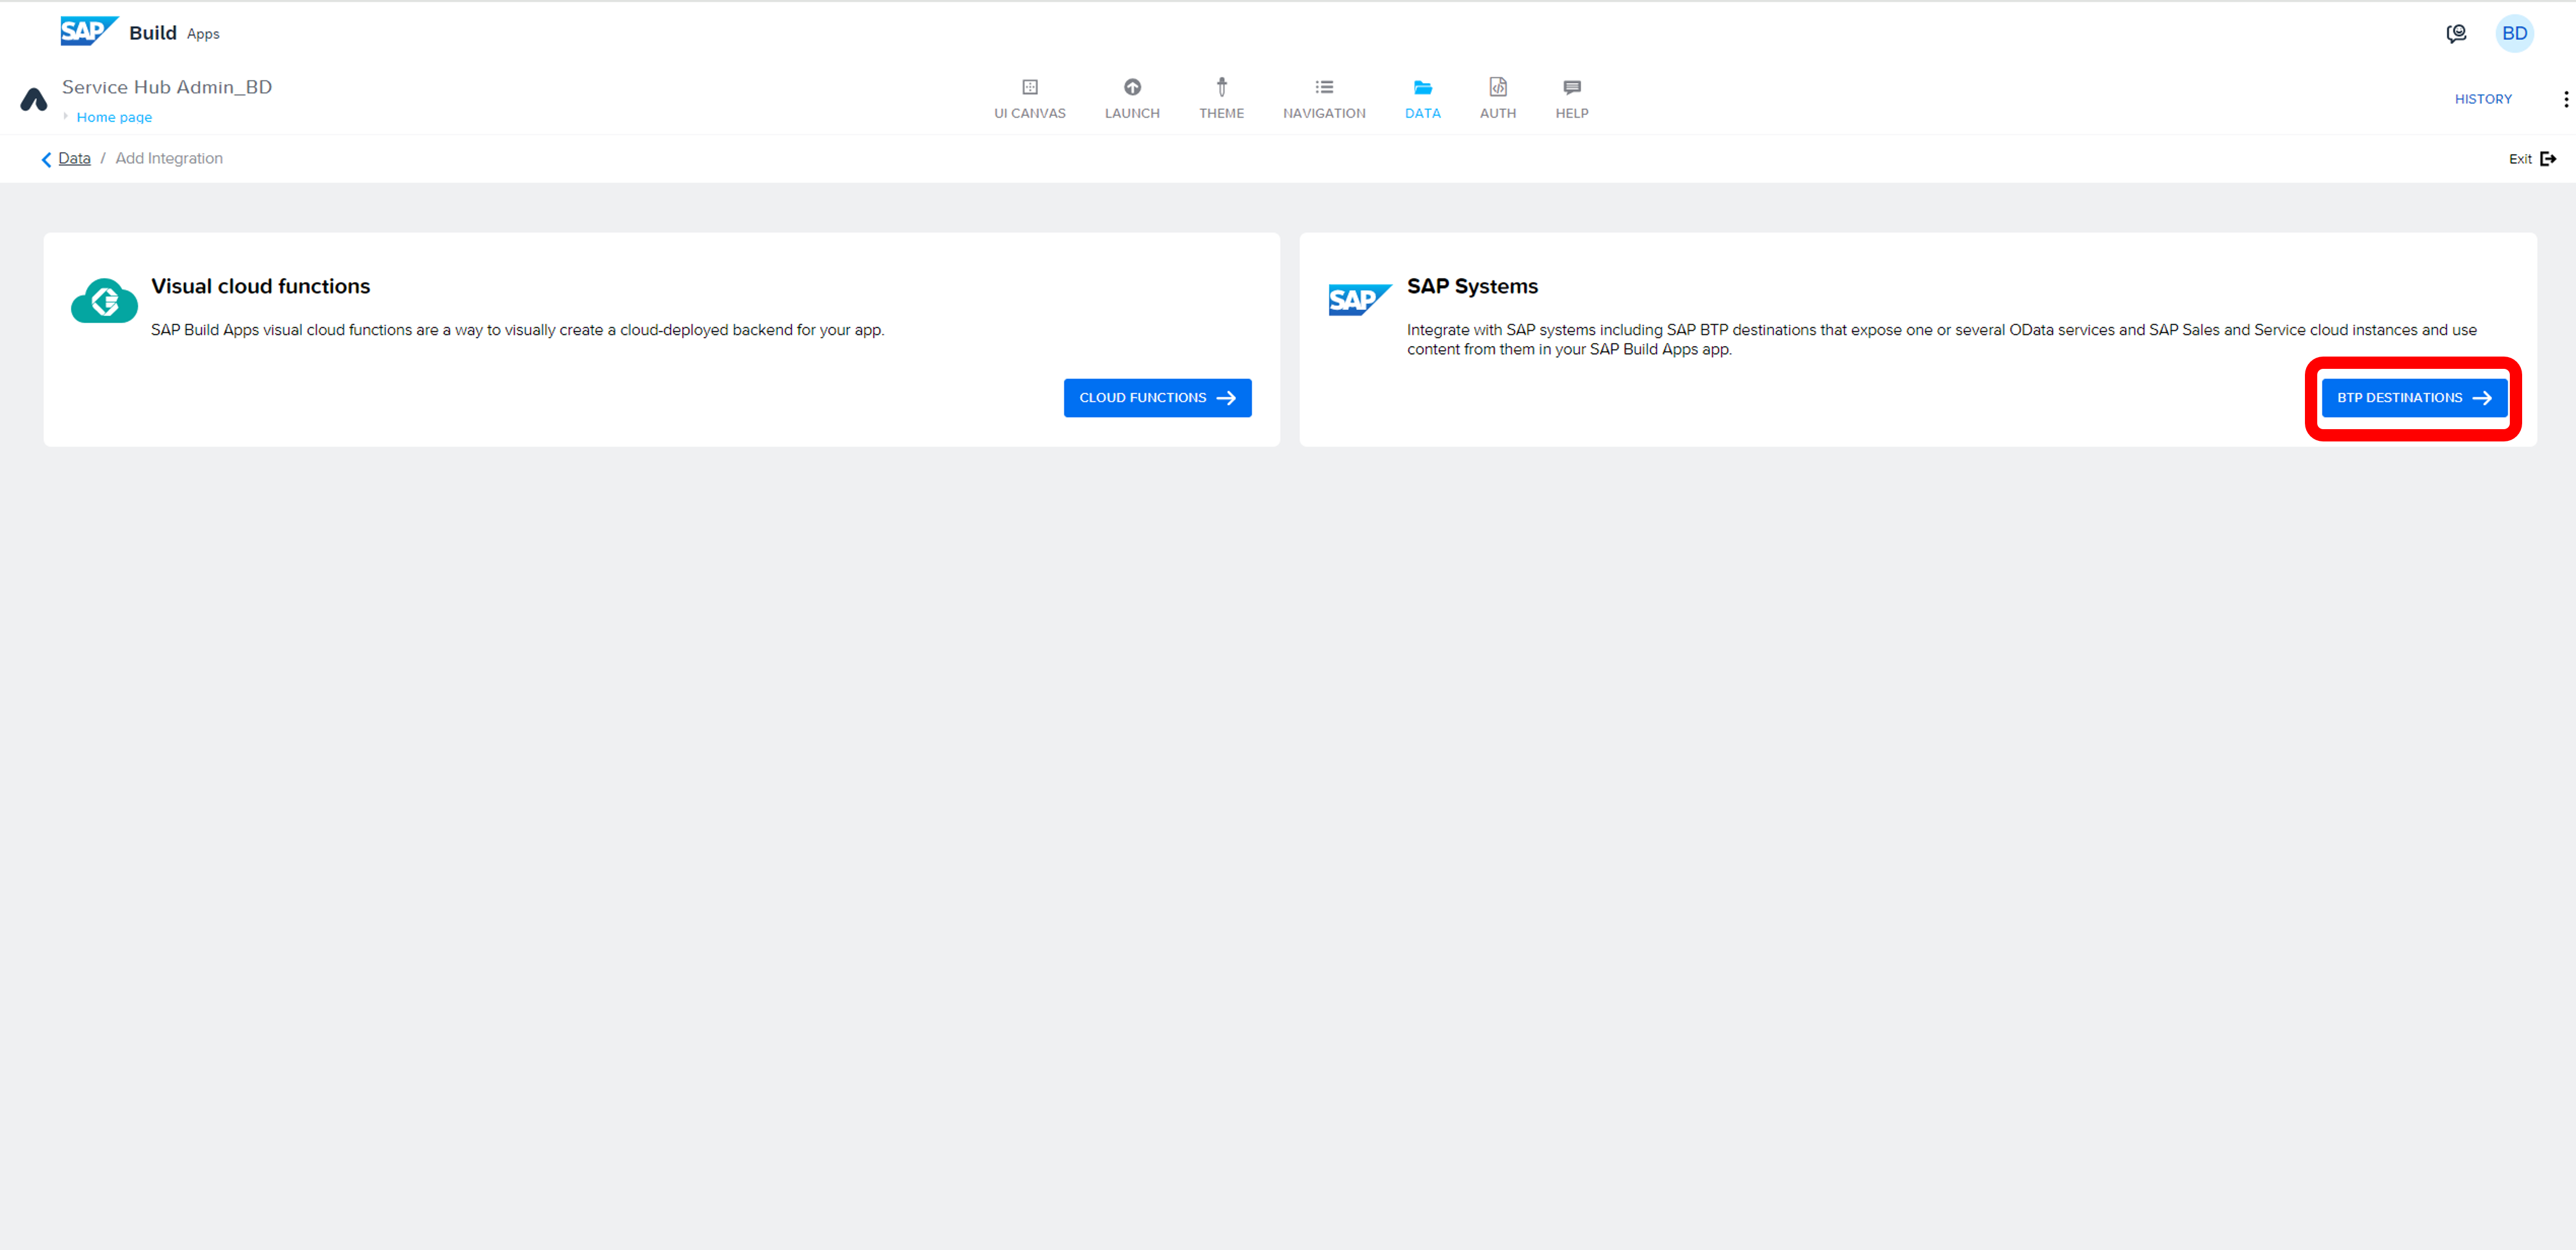 SAP Build Apps
BD
Service Hub Admin_BD
Home page
UI CANVAS
LAUNCH
THEME
NAVIGATION
DATA
AUTH
HELP
HISTORY
Data / Add Integration
Exit
Visual cloud functions
SAP Build Apps visual cloud functions are a way to visually create a cloud-deployed backend for your app.
CLOUD FUNCTIONS
SAP
SAP Systems
Integrate with SAP systems including SAP BTP destinations that expose one or several OData services and SAP Sales and Service cloud instances and use
content from them in your SAP Build Apps app.
BTP DESTINATIONS